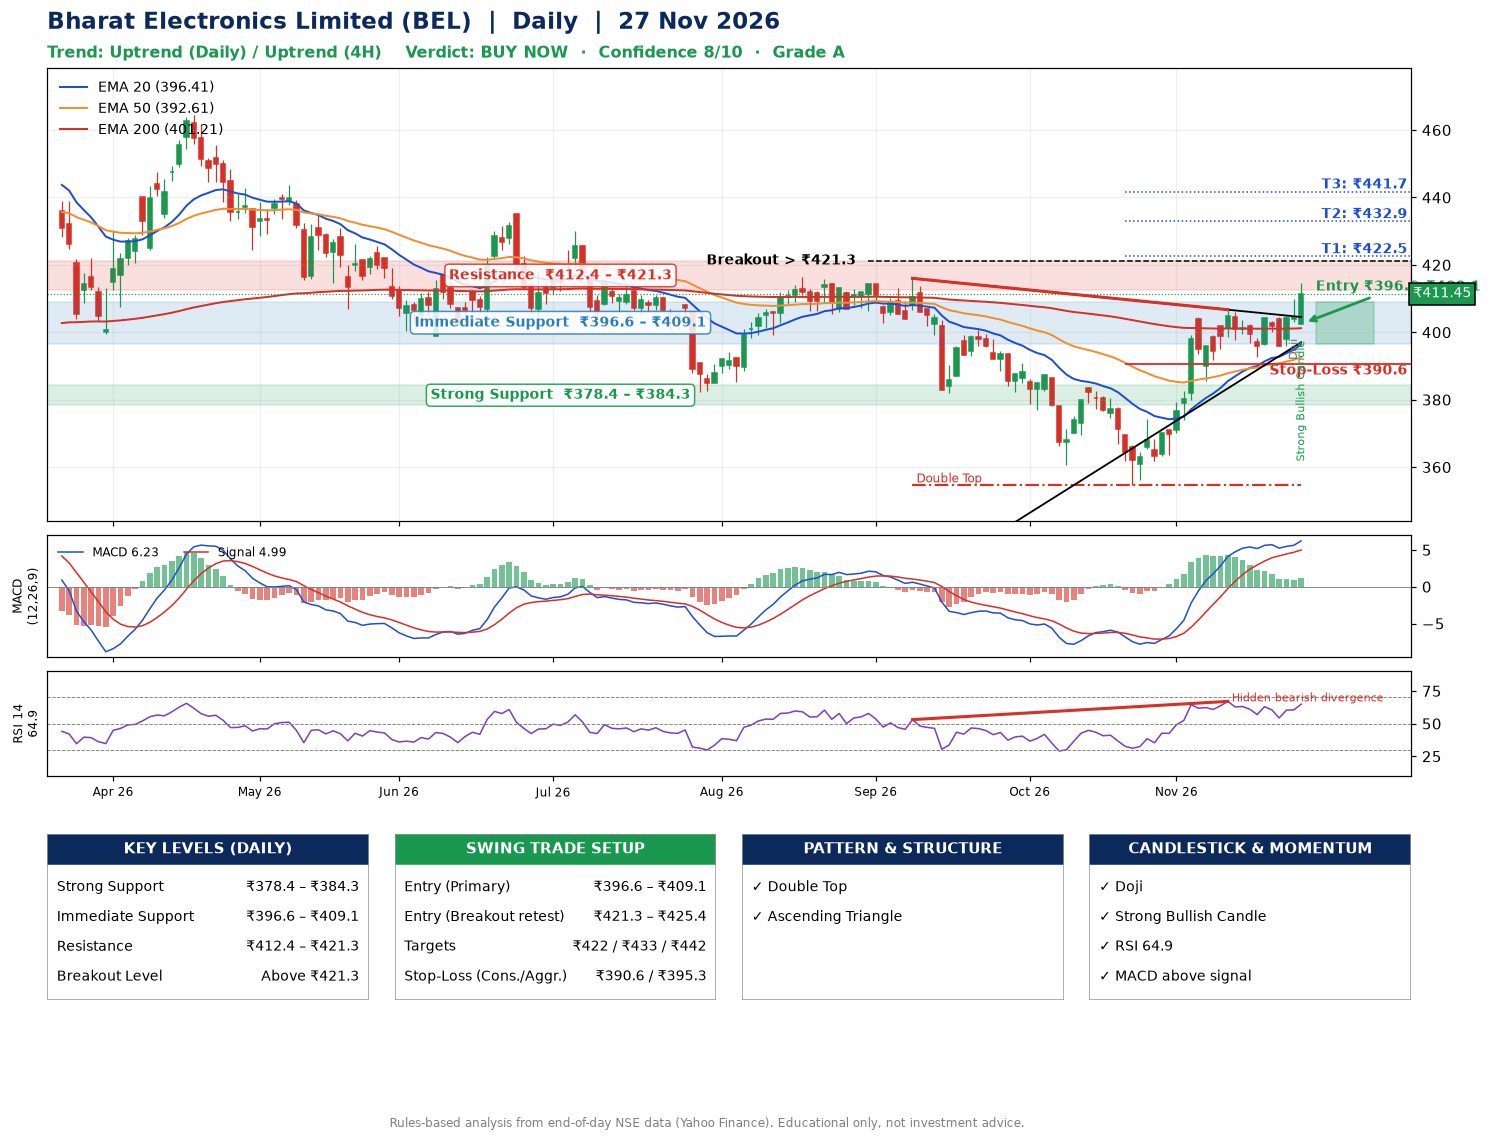 Bharat Electronics Limited (BEL)  |  Daily  |  27 Nov 2026
Trend: Uptrend (Daily) / Uptrend (4H)    Verdict: BUY NOW  ·  Confidence 8/10  ·  Grade A
EMA 20 (396.41)
EMA 50 (392.61)
EMA 200 (401.21)
460
440
420
400
380
360
T3: ₹441.7
T2: ₹432.9
T1: ₹422.5
Breakout > ₹421.3
Resistance  ₹412.4 – ₹421.3
Entry ₹396.
₹411.45
Immediate Support  ₹396.6 – ₹409.1
Doji
Strong Bullish Candle
Stop-Loss ₹390.6
Strong Support  ₹378.4 – ₹384.3
Double Top
MACD 6.23
Signal 4.99
MACD
(12,26,9)
5
0
−5
RSI 14
64.9
Hidden bearish divergence
75
50
25
Apr 26
May 26
Jun 26
Jul 26
Aug 26
Sep 26
Oct 26
Nov 26
KEY LEVELS (DAILY)
Strong Support ₹378.4 – ₹384.3
Immediate Support ₹396.6 – ₹409.1
Resistance ₹412.4 – ₹421.3
Breakout Level Above ₹421.3
SWING TRADE SETUP
Entry (Primary) ₹396.6 – ₹409.1
Entry (Breakout retest) ₹421.3 – ₹425.4
Targets ₹422 / ₹433 / ₹442
Stop-Loss (Cons./Aggr.) ₹390.6 / ₹395.3
PATTERN & STRUCTURE
✓ Double Top
✓ Ascending Triangle
CANDLESTICK & MOMENTUM
✓ Doji
✓ Strong Bullish Candle
✓ RSI 64.9
✓ MACD above signal
Rules-based analysis from end-of-day NSE data (Yahoo Finance). Educational only, not investment advice.